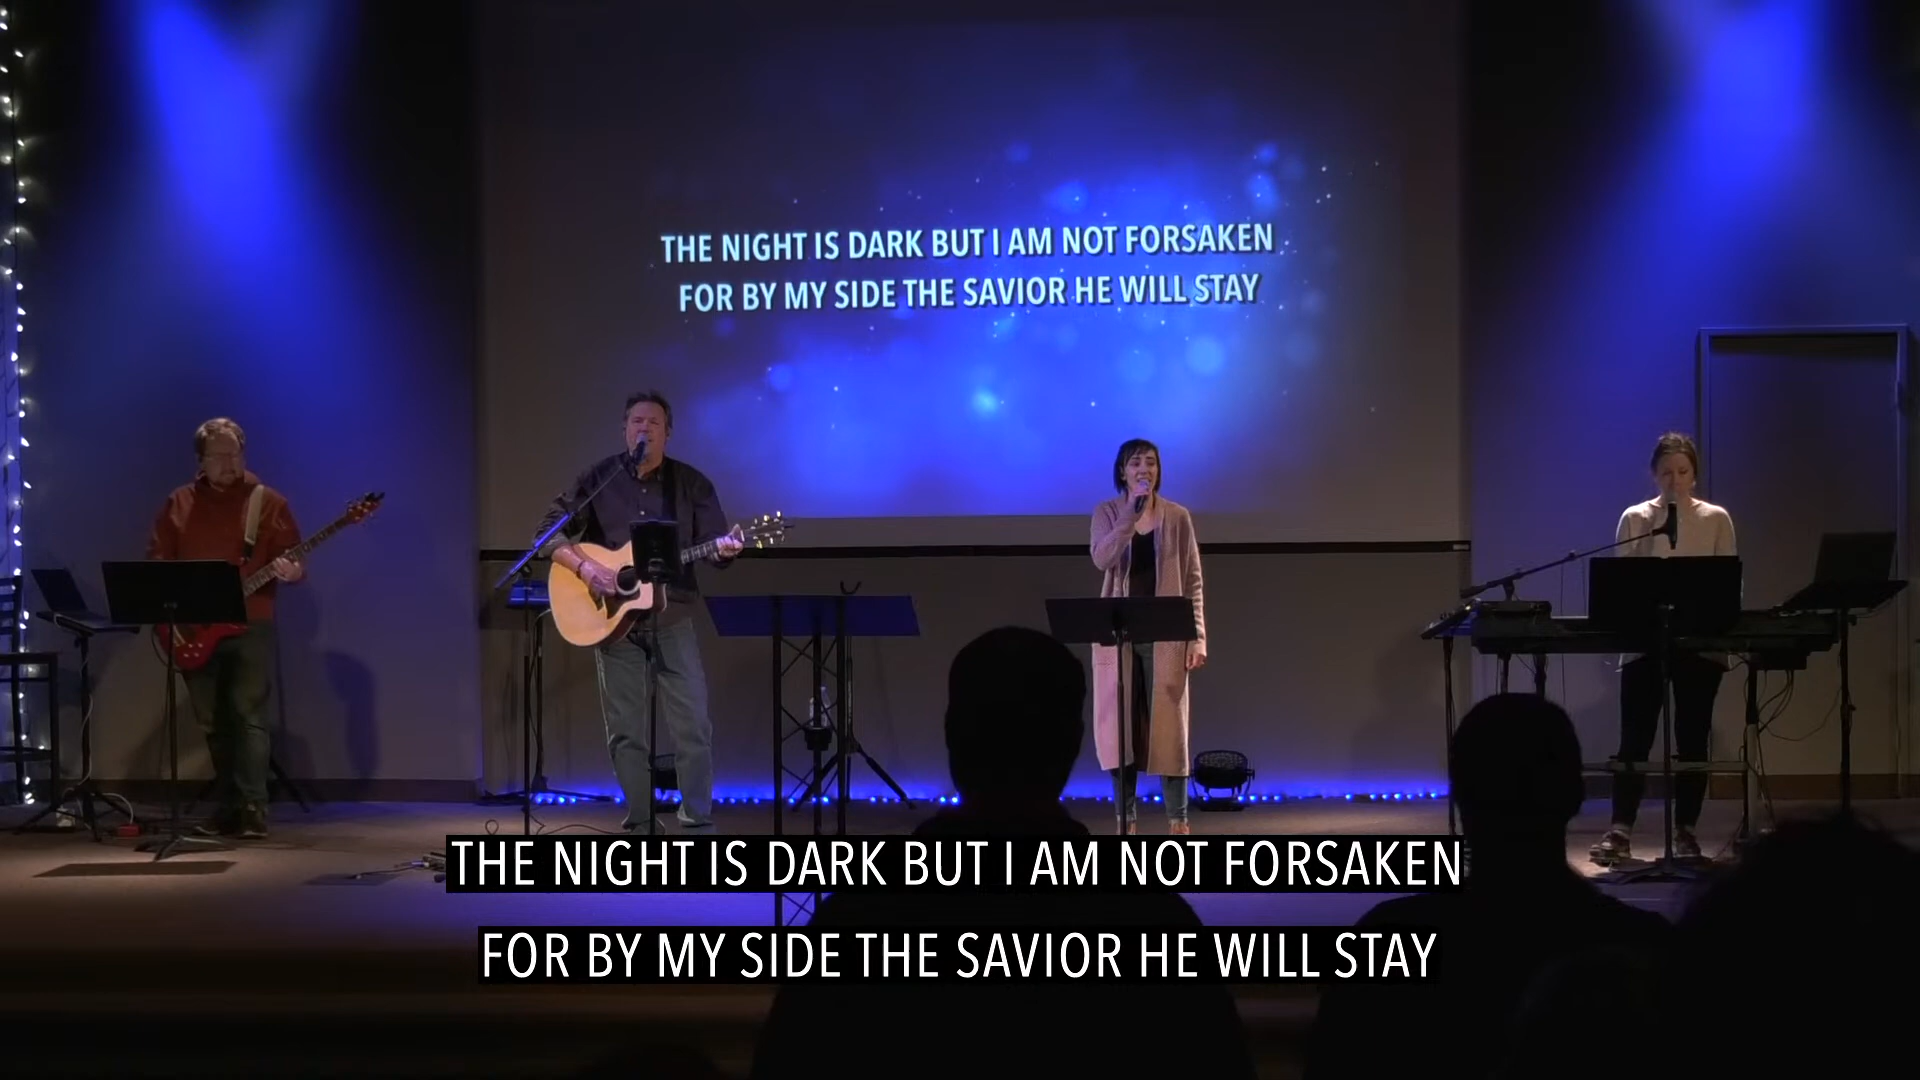 THE NIGHT IS DARK BUT I AM NOT FORSAKEN
FOR BY MY SIDE THE SAVIOR HE WILL STAY
THE NIGHT IS DARK BUT I AM NOT FORSAKEN
FOR BY MY SIDE THE SAVIOR HE WILL STAY